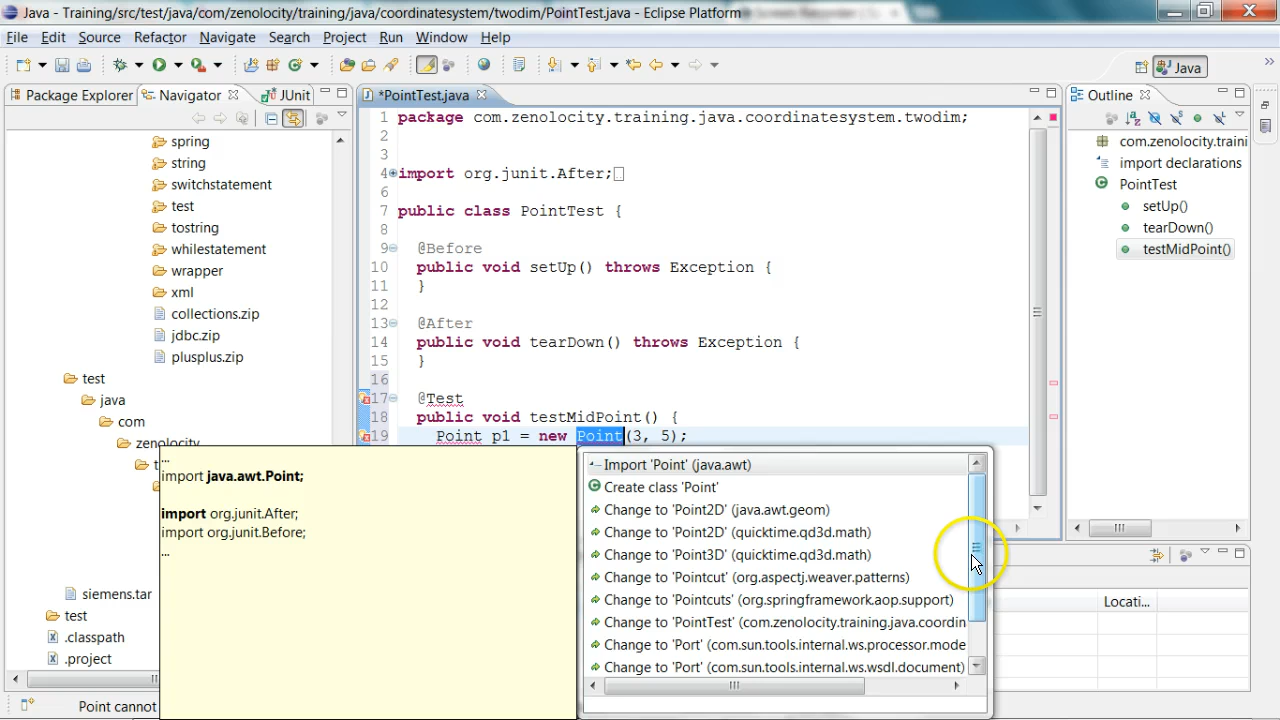 Java - Training/src/test/java/com/zenolocity/training/java/coordinatesystem/twodim/PointTest.java - Eclipse Platform
File Edit Source Refactor Navigate Search Project Run Window Help
Java
Package Explorer Navigator JUnit
*PointTest.java
Outline
spring
string
switchstatement
test
tostring
whilestatement
wrapper
xml
collections.zip
jdbc.zip
plusplus.zip
test
java
com
zenolocity
siemens.tar
test
.classpath
.project
1 package com.zenolocity.training.java.coordinatesystem.twodim;
2
3
4 import org.junit.After;
6
7 public class PointTest {
8
9 @Before
10 public void setUp() throws Exception {
11 }
12
13 @After
14 public void tearDown() throws Exception {
15 }
16
17 @Test
18 public void testMidPoint() {
19 Point p1 = new Point(3, 5);
...
import java.awt.Point;
import org.junit.After;
import org.junit.Before;
...
Import 'Point' (java.awt)
Create class 'Point'
Change to 'Point2D' (java.awt.geom)
Change to 'Point2D' (quicktime.qd3d.math)
Change to 'Point3D' (quicktime.qd3d.math)
Change to 'Pointcut' (org.aspectj.weaver.patterns)
Change to 'Pointcuts' (org.springframework.aop.support)
Change to 'PointTest' (com.zenolocity.training.java.coordin
Change to 'Port' (com.sun.tools.internal.ws.processor.mode
Change to 'Port' (com.sun.tools.internal.ws.wsdl.document)
com.zenolocity.traini
import declarations
PointTest
setUp()
tearDown()
testMidPoint()
Locati...
Point cannot